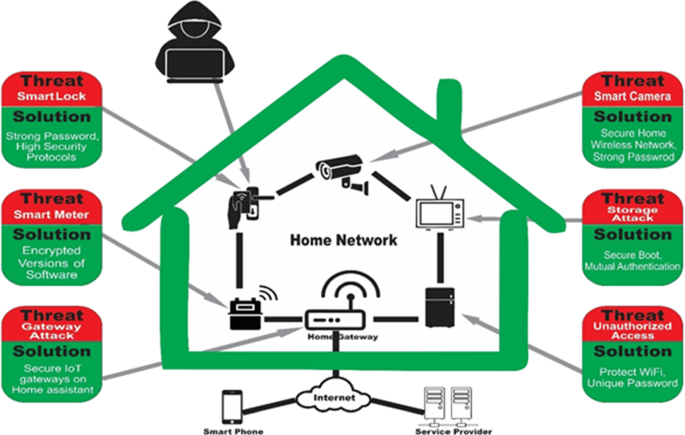 Threat
Smart Lock
Solution
Strong Password,
High Security
Protocols
Threat
Smart Meter
Solution
Encrypted
Versions of
Software
Threat
Gateway
Attack
Solution
Secure IoT
gateways on
Home assistant
Home Network
Home Gateway
Internet
Smart Phone
Service Provider
Threat
Smart Camera
Solution
Secure Home
Wireless Network,
Strong Passwrod
Threat
Storage
Attack
Solution
Secure Boot,
Mutual Authentication
Threat
Unauthorized
Access
Solution
Protect WiFi,
Unique Password